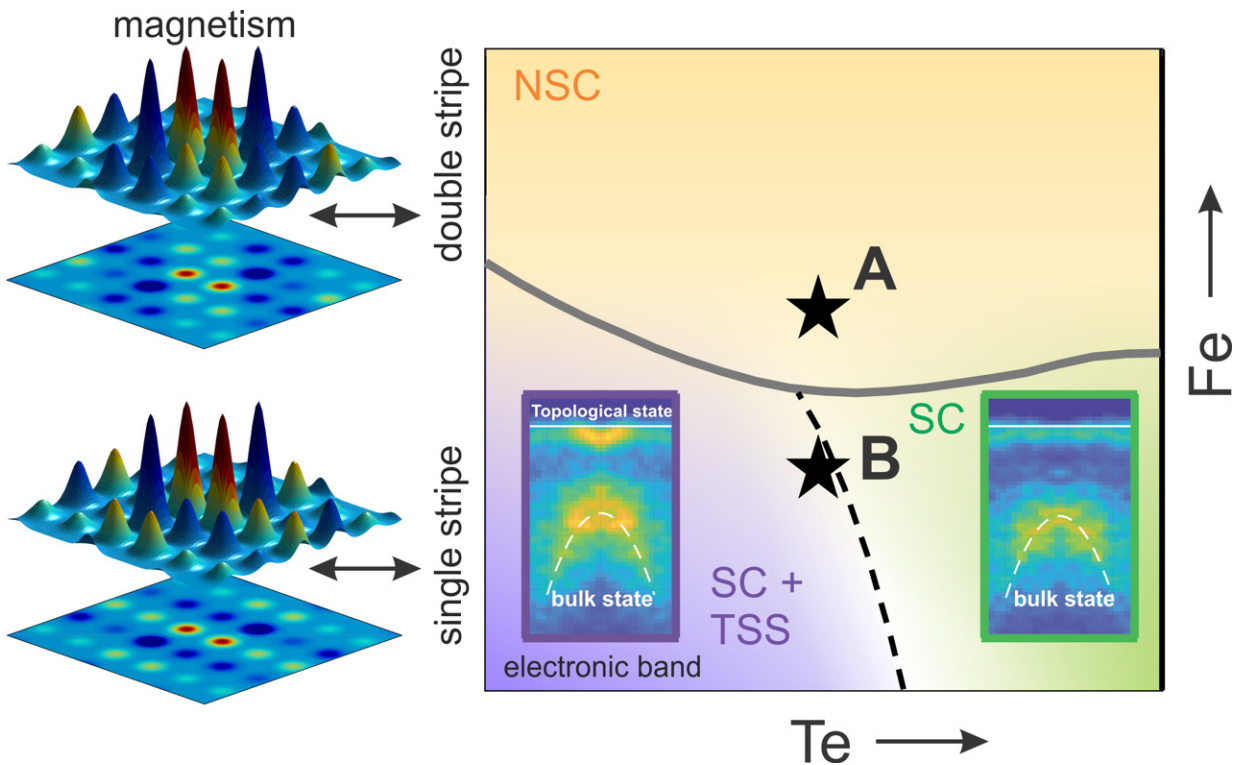 magnetism
double stripe
single stripe
NSC
A
Topological state
bulk state
SC
B
bulk state
SC +
TSS
electronic band
Fe
Te